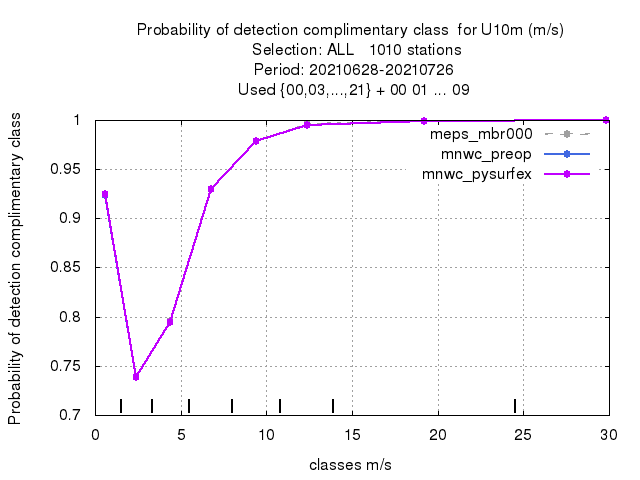 Probability of detection complimentary class  for U10m (m/s)
Selection: ALL   1010 stations
Period: 20210628-20210726
Used {00,03,...,21} + 00 01 ... 09
Probability of detection complimentary class
1
0.95
0.9
0.85
0.8
0.75
0.7
meps_mbr000
mnwc_preop
mnwc_pysurfex
0 5 10 15 20 25 30
classes m/s